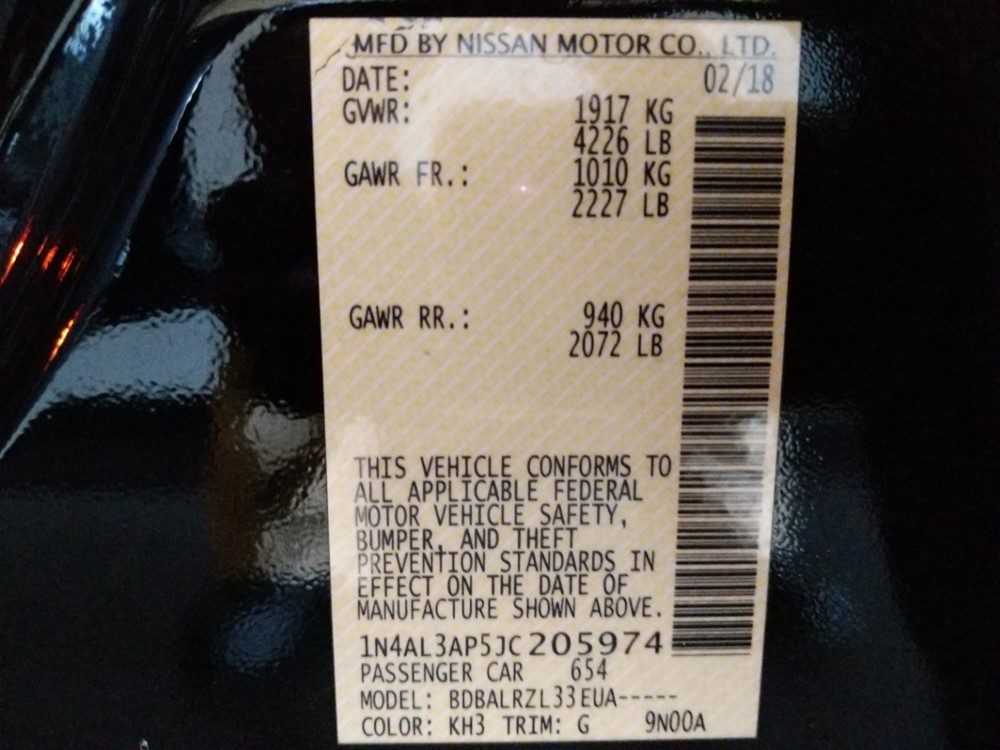 MFD BY NISSAN MOTOR CO., LTD.
DATE: 02/18
GVWR: 1917 KG
4226 LB
GAWR FR.: 1010 KG
2227 LB
GAWR RR.: 940 KG
2072 LB
THIS VEHICLE CONFORMS TO
ALL APPLICABLE FEDERAL
MOTOR VEHICLE SAFETY,
BUMPER, AND THEFT
PREVENTION STANDARDS IN
EFFECT ON THE DATE OF
MANUFACTURE SHOWN ABOVE.
1N4AL3AP5JC205974
PASSENGER CAR 654
MODEL: BDBALRZL33EUA-----
COLOR: KH3 TRIM: G 9N00A